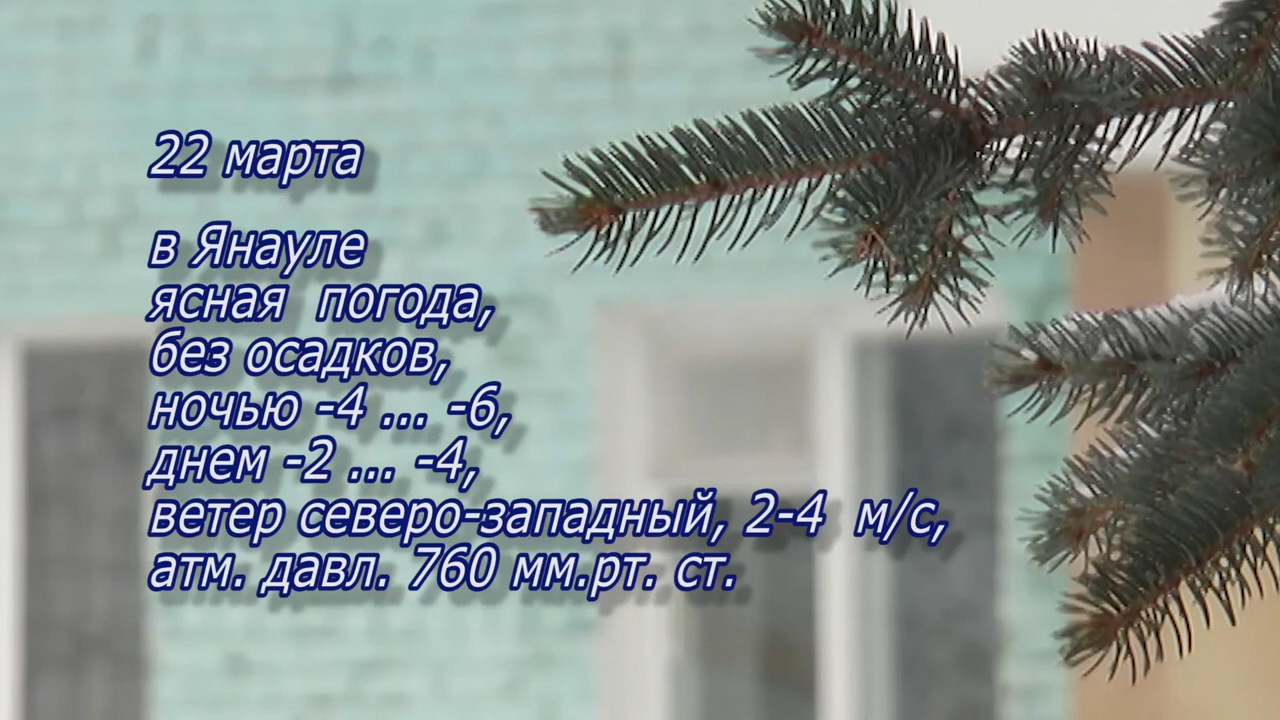 22 марта
в Януле
ясная погода,
без осадков,
ночью -4 ... -6,
днем -2 ... -4,
ветер северо-западный, 2-4 м/с,
атм. давл. 760 мм.рт. ст.